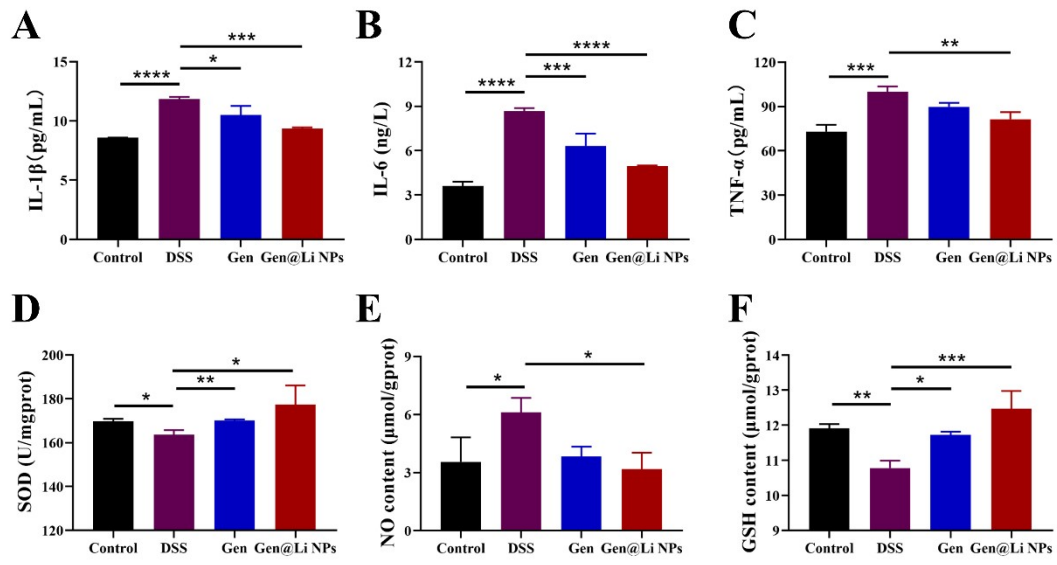 A
IL-1β(pg/mL)
15
10
5
0
****
*
***
Control DSS Gen Gen@Li NPs
B
IL-6 (ng/L)
12
9
6
3
0
****
***
****
Control DSS Gen Gen@Li NPs
C
TNF-α(pg/mL)
120
90
60
30
0
***
**
Control DSS Gen Gen@Li NPs
D
SOD (U/mgprot)
200
180
160
140
120
*
**
*
Control DSS Gen Gen@Li NPs
E
NO content (μmol/gprot)
9
6
3
0
*
*
Control DSS Gen Gen@Li NPs
F
GSH content (μmol/gprot)
14
13
12
11
10
9
**
*
***
Control DSS Gen Gen@Li NPs